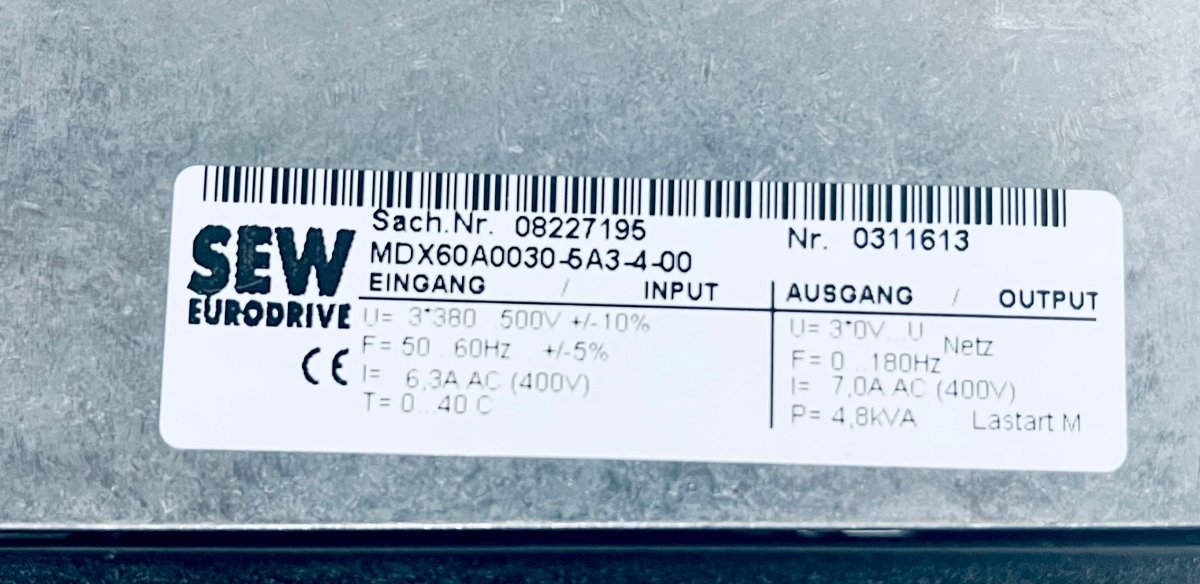 Sach.Nr. 08227195
Nr. 0311613
MDX60A0030-5A3-4-00
SEW
EURODRIVE
CE
EINGANG / INPUT
U= 3*380...500V +/-10%
F= 50...60Hz +/-5%
I= 6,3A AC (400V)
T= 0...40 C
AUSGANG / OUTPUT
U= 3*0V...U Netz
F= 0...180Hz
I= 7,0A AC (400V)
P= 4,8kVA Lastart M